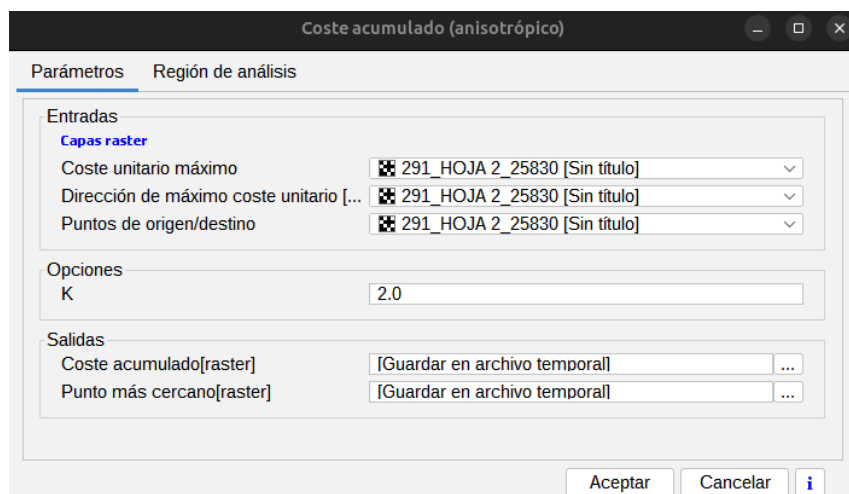 Coste acumulado (anisotrópico)
Parámetros Región de análisis
Entradas
Capas raster
Coste unitario máximo 291_HOJA 2_25830 [Sin título]
Dirección de máximo coste unitario [... 291_HOJA 2_25830 [Sin título]
Puntos de origen/destino 291_HOJA 2_25830 [Sin título]
Opciones
K 2.0
Salidas
Coste acumulado[raster] [Guardar en archivo temporal] ...
Punto más cercano[raster] [Guardar en archivo temporal] ...
Aceptar Cancelar i